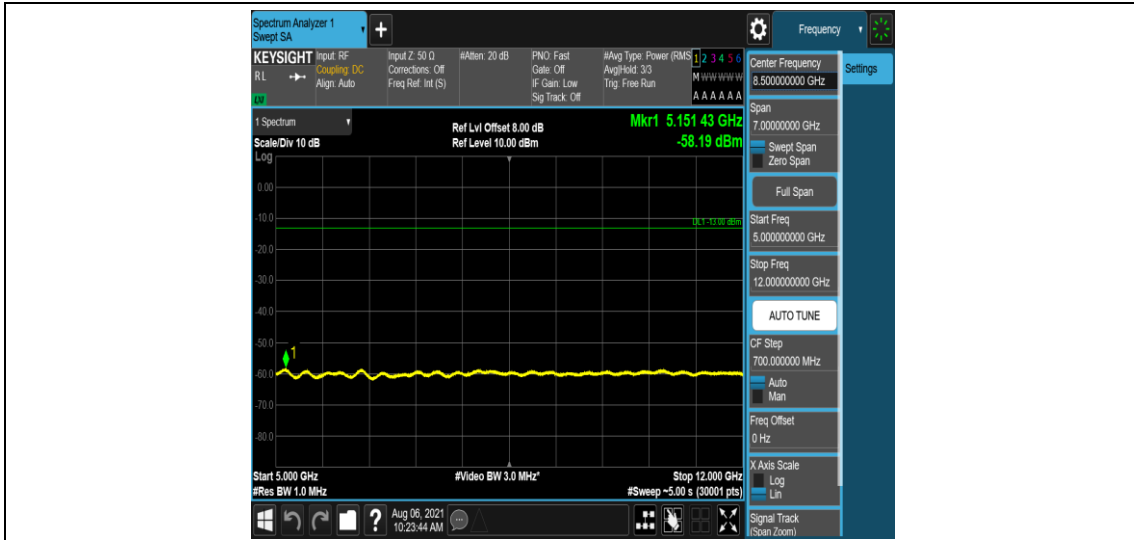 Spectrum Analyzer 1
Swept SA
+
Frequency
KEYSIGHT
RL
Input: RF
Coupling: DC
Align: Auto
Input Z: 50 Ω
Corrections: Off
Freq Ref: Int (S)
#Atten: 20 dB
PNO: Fast
Gate: Off
IF Gain: Low
Sig Track: Off
#Avg Type: Power (RMS
Avg|Hold: 3/3
Trig: Free Run
1 2 3 4 5 6
M W W W W W
A A A A A A
1 Spectrum
Scale/Div 10 dB
Log
Ref Lvl Offset 8.00 dB
Ref Level 10.00 dBm
Mkr1 5.151 43 GHz
-58.19 dBm
0.00
-10.0
DL1 -13.00 dBm
-20.0
-30.0
-40.0
-50.0
1
-60.0
-70.0
-80.0
Start 5.000 GHz
#Res BW 1.0 MHz
#Video BW 3.0 MHz*
Stop 12.000 GHz
#Sweep ~5.00 s (30001 pts)
Aug 06, 2021
10:23:44 AM
?
Center Frequency
8.500000000 GHz
Settings
Span
7.00000000 GHz
Swept Span
Zero Span
Full Span
Start Freq
5.000000000 GHz
Stop Freq
12.000000000 GHz
AUTO TUNE
CF Step
700.000000 MHz
Auto
Man
Freq Offset
0 Hz
X Axis Scale
Log
Lin
Signal Track
(Span Zoom)